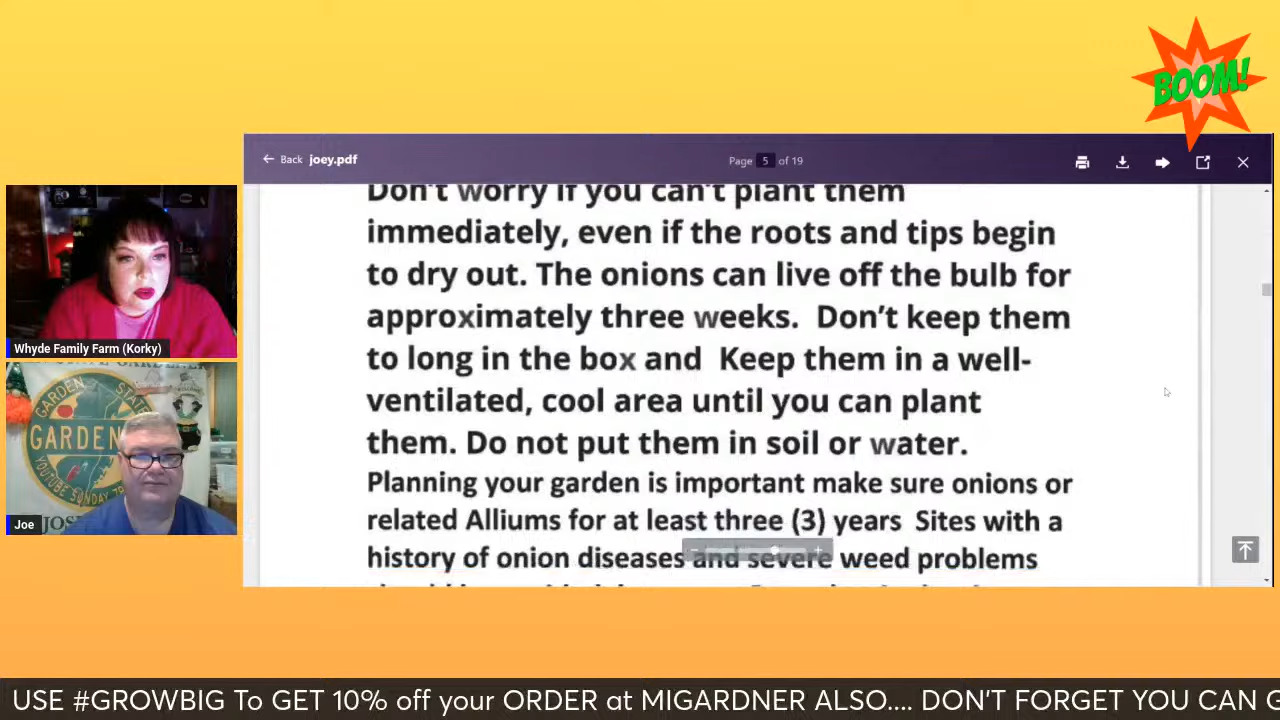 BOOM!
Back joey.pdf
Page 5 of 19
Don't worry if you can't plant them
immediately, even if the roots and tips begin
to dry out. The onions can live off the bulb for
approximately three weeks. Don't keep them
to long in the box and Keep them in a well-
ventilated, cool area until you can plant
them. Do not put them in soil or water.
Planning your garden is important make sure onions or
related Alliums for at least three (3) years Sites with a
history of onion diseases and severe weed problems
Whyde Family Farm (Korky)
GARDEN STATE
GARDEN
YOUTUBE SUNDAY
Joe
USE #GROWBIG To GET 10% off your ORDER at MIGARDNER ALSO.... DON'T FORGET YOU CAN